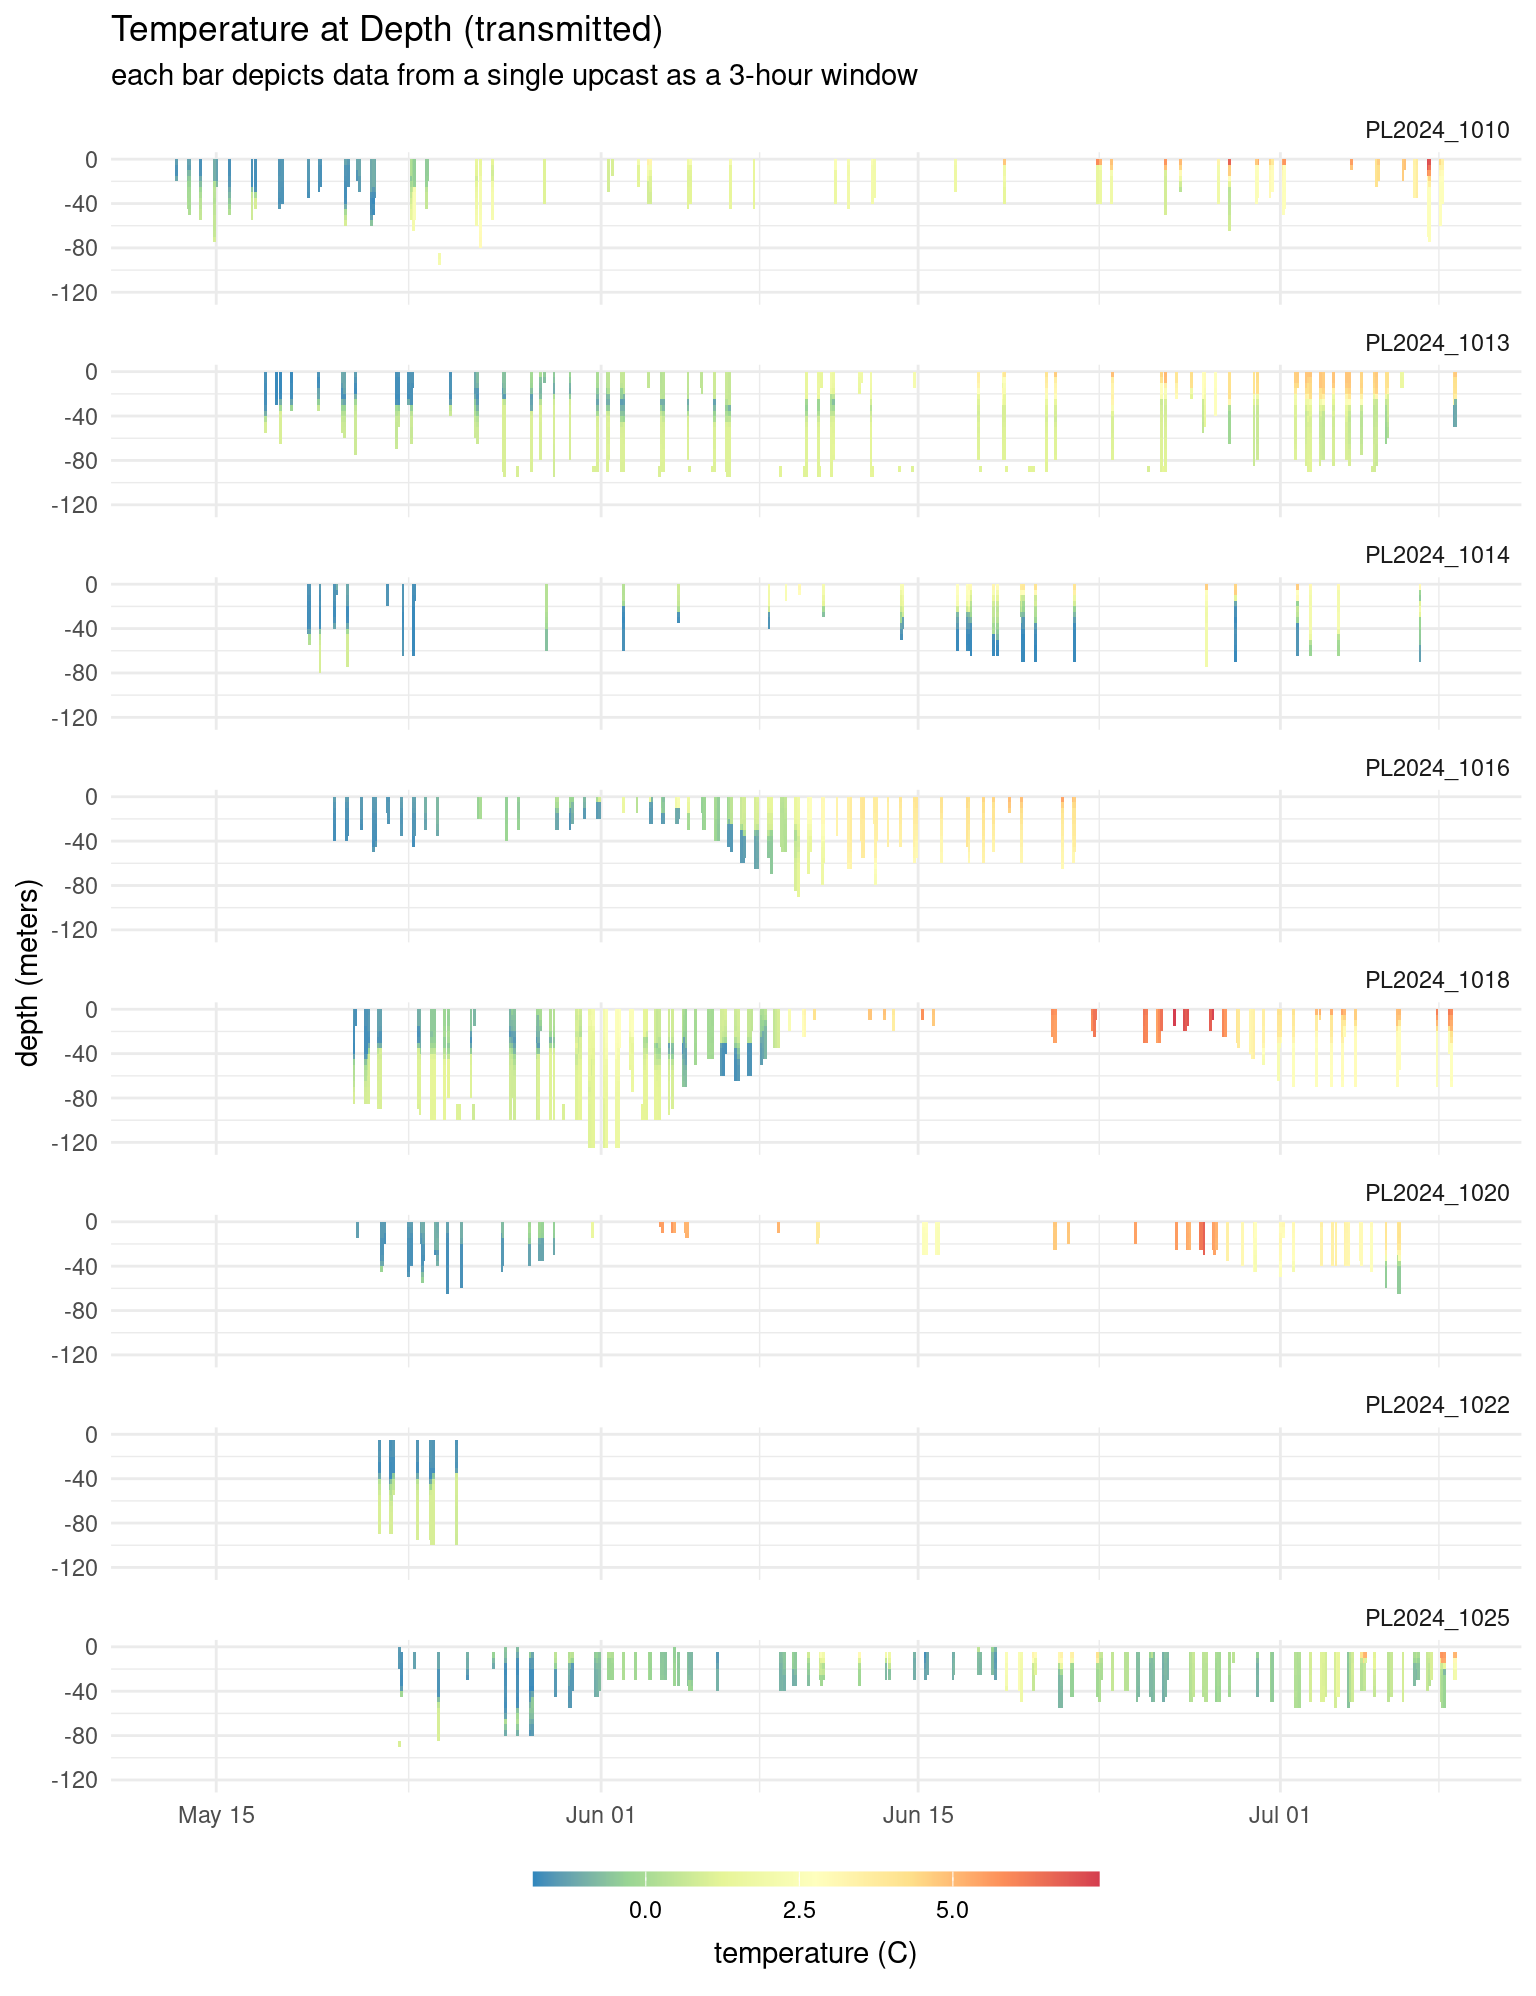 Temperature at Depth (transmitted)
each bar depicts data from a single upcast as a 3-hour window
PL2024_1010
0
-40
-80
-120
PL2024_1013
0
-40
-80
-120
PL2024_1014
0
-40
-80
-120
PL2024_1016
0
-40
-80
-120
depth (meters)
PL2024_1018
0
-40
-80
-120
PL2024_1020
0
-40
-80
-120
PL2024_1022
0
-40
-80
-120
PL2024_1025
0
-40
-80
-120
May 15 Jun 01 Jun 15 Jul 01
0.0 2.5 5.0
temperature (C)